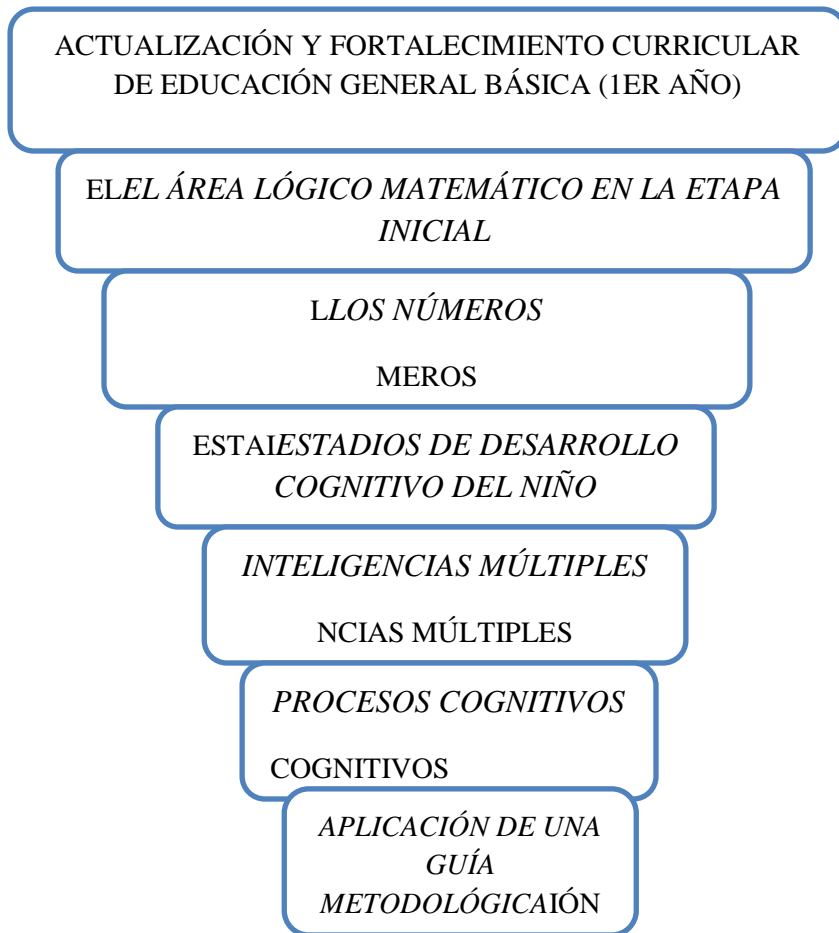 ACTUALIZACIÓN Y FORTALECIMIENTO CURRICULAR
DE EDUCACIÓN GENERAL BÁSICA (1ER AÑO)
ELEL ÁREA LÓGICO MATEMÁTICO EN LA ETAPA
INICIAL
LLOS NÚMEROS
MEROS
ESTAIESTADIOS DE DESARROLLO
COGNITIVO DEL NIÑO
INTELIGENCIAS MÚLTIPLES
NCIAS MÚLTIPLES
PROCESOS COGNITIVOS
COGNITIVOS
APLICACIÓN DE UNA
GUÍA
METODOLÓGICAIÓN